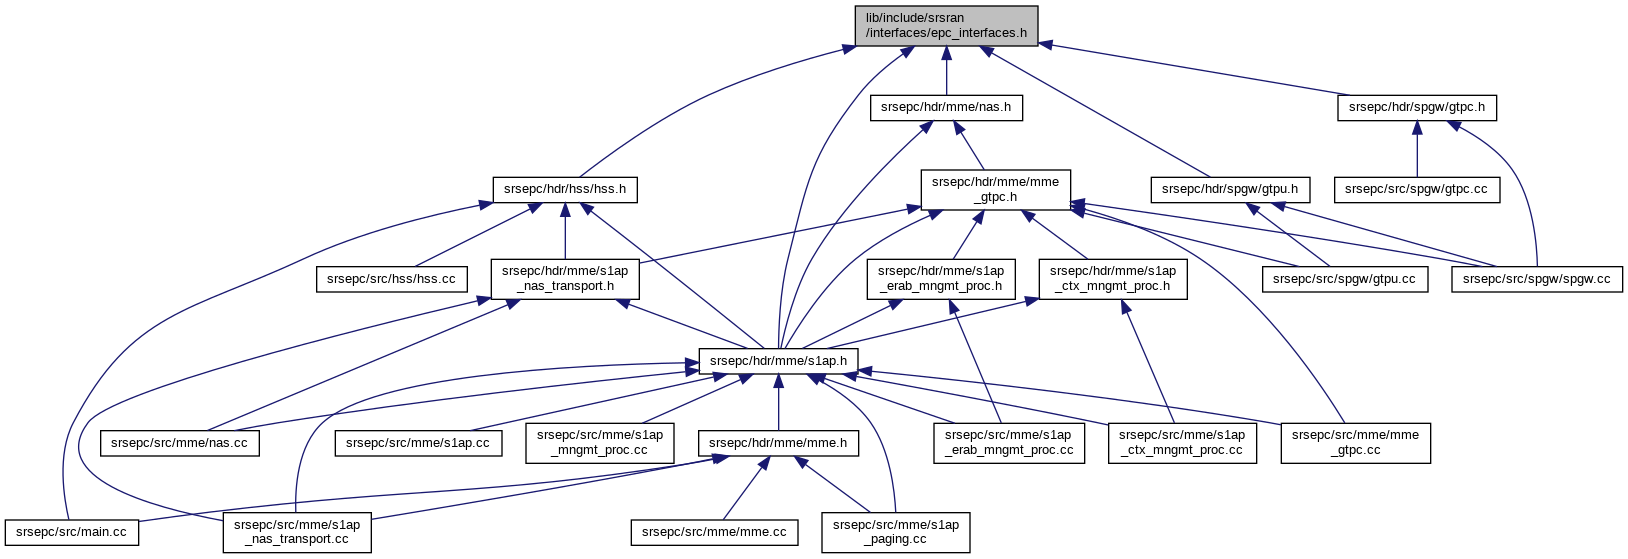 lib/include/srsran
/interfaces/epc_interfaces.h
srsepc/hdr/mme/nas.h
srsepc/hdr/spgw/gtpc.h
srsepc/hdr/hss/hss.h
srsepc/hdr/mme/mme
_gtpc.h
srsepc/hdr/spgw/gtpu.h
srsepc/src/spgw/gtpc.cc
srsepc/src/hss/hss.cc
srsepc/hdr/mme/s1ap
_nas_transport.h
srsepc/hdr/mme/s1ap
_erab_mngmt_proc.h
srsepc/hdr/mme/s1ap
_ctx_mngmt_proc.h
srsepc/src/spgw/gtpu.cc
srsepc/src/spgw/spgw.cc
srsepc/hdr/mme/s1ap.h
srsepc/src/mme/nas.cc
srsepc/src/mme/s1ap.cc
srsepc/src/mme/s1ap
_mngmt_proc.cc
srsepc/hdr/mme/mme.h
srsepc/src/mme/s1ap
_erab_mngmt_proc.cc
srsepc/src/mme/s1ap
_ctx_mngmt_proc.cc
srsepc/src/mme/mme
_gtpc.cc
srsepc/src/main.cc
srsepc/src/mme/s1ap
_nas_transport.cc
srsepc/src/mme/mme.cc
srsepc/src/mme/s1ap
_paging.cc